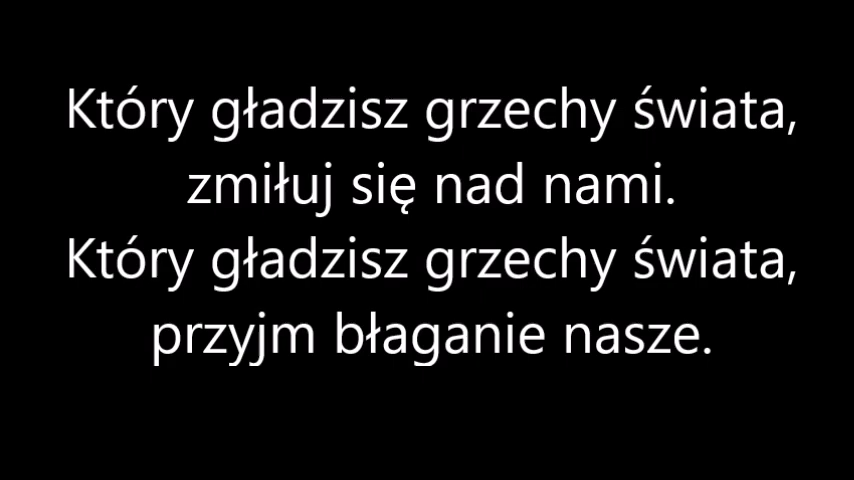 Który gładzisz grzechy świata,
zmiłuj się nad nami.
Który gładzisz grzechy świata,
przyjm błaganie nasze.